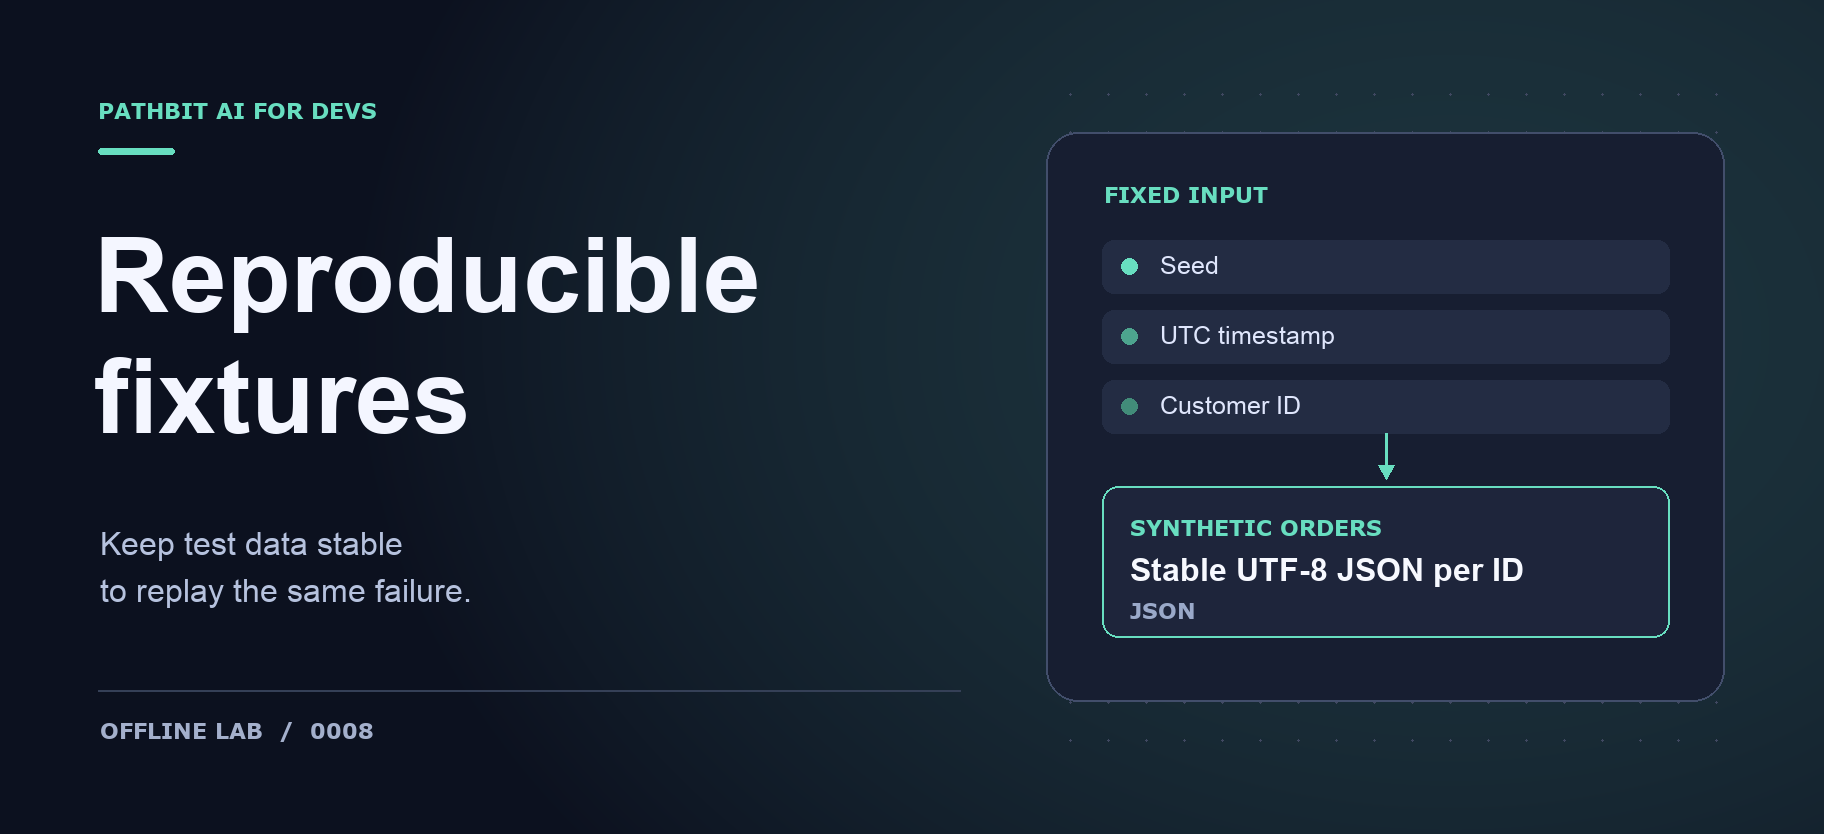 PATHBIT AI FOR DEVS
Reproducible
fixtures
Keep test data stable
to replay the same failure.
OFFLINE LAB / 0008
FIXED INPUT
Seed
UTC timestamp
Customer ID
SYNTHETIC ORDERS
Stable UTF-8 JSON per ID
JSON